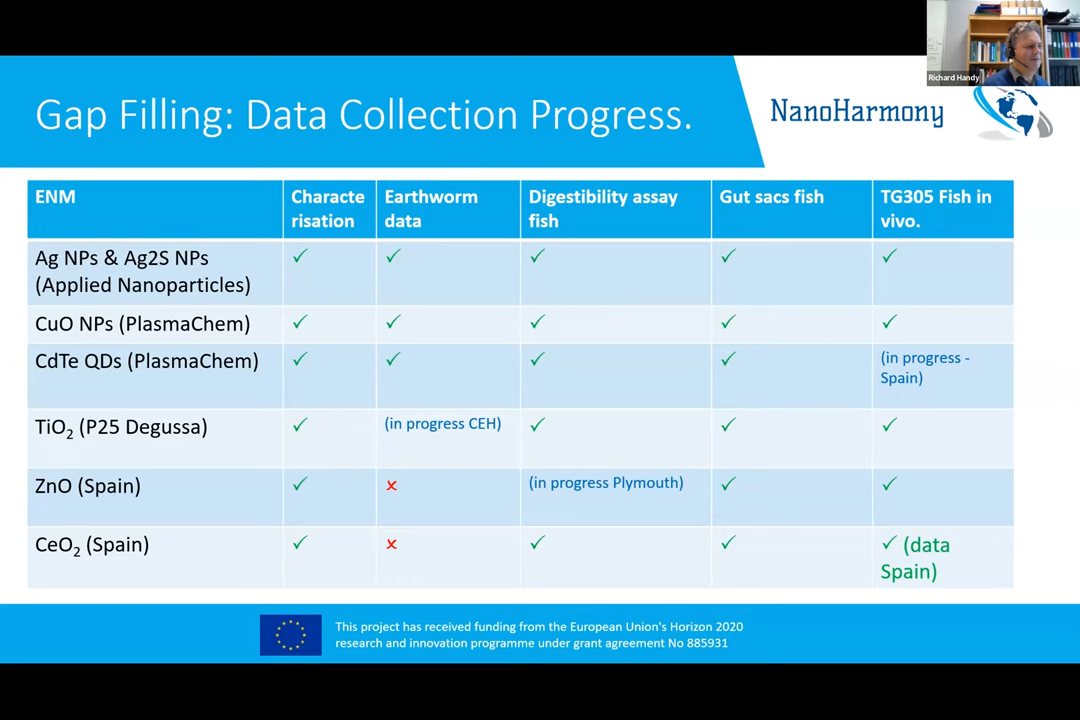 Richard Handy
Gap Filling: Data Collection Progress.
NanoHarmony
ENM
Characte
risation
Earthworm
data
Digestibility assay
fish
Gut sacs fish
TG305 Fish in
vivo.
Ag NPs & Ag2S NPs
(Applied Nanoparticles)
✓ ✓ ✓ ✓ ✓
CuO NPs (PlasmaChem)
✓ ✓ ✓ ✓ ✓
CdTe QDs (PlasmaChem)
✓ ✓ ✓ ✓
(in progress -
Spain)
TiO₂ (P25 Degussa)
✓ (in progress CEH) ✓ ✓ ✓
ZnO (Spain)
✓ ✗ (in progress Plymouth) ✓ ✓
CeO₂ (Spain)
✓ ✗ ✓ ✓ ✓ (data
Spain)
This project has received funding from the European Union's Horizon 2020
research and innovation programme under grant agreement No 885931